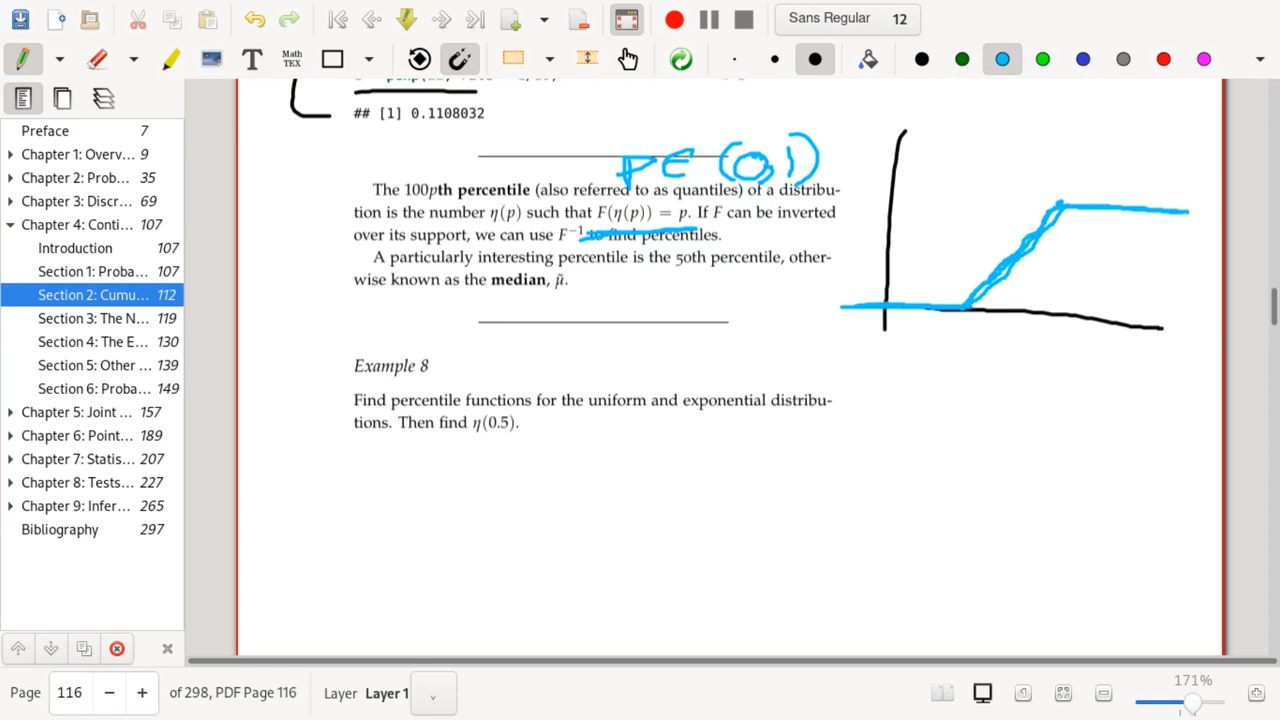 Sans Regular 12
Math
TEX
Preface 7
Chapter 1: Overv... 9
Chapter 2: Prob... 35
Chapter 3: Discr... 69
Chapter 4: Conti... 107
Introduction 107
Section 1: Proba... 107
Section 2: Cumu... 112
Section 3: The N... 119
Section 4: The E... 130
Section 5: Other ... 139
Section 6: Proba... 149
Chapter 5: Joint ... 157
Chapter 6: Point... 189
Chapter 7: Statis... 207
Chapter 8: Tests... 227
Chapter 9: Infer... 265
Bibliography 297
## [1] 0.1108032
p ∈ (0,1)
The 100pth percentile (also referred to as quantiles) of a distribu-
tion is the number η(p) such that F(η(p)) = p. If F can be inverted
over its support, we can use F⁻¹ to find percentiles.
A particularly interesting percentile is the 50th percentile, other-
wise known as the median, μ̃.
Example 8
Find percentile functions for the uniform and exponential distribu-
tions. Then find η(0.5).
Page 116 of 298, PDF Page 116 Layer Layer 1
171%